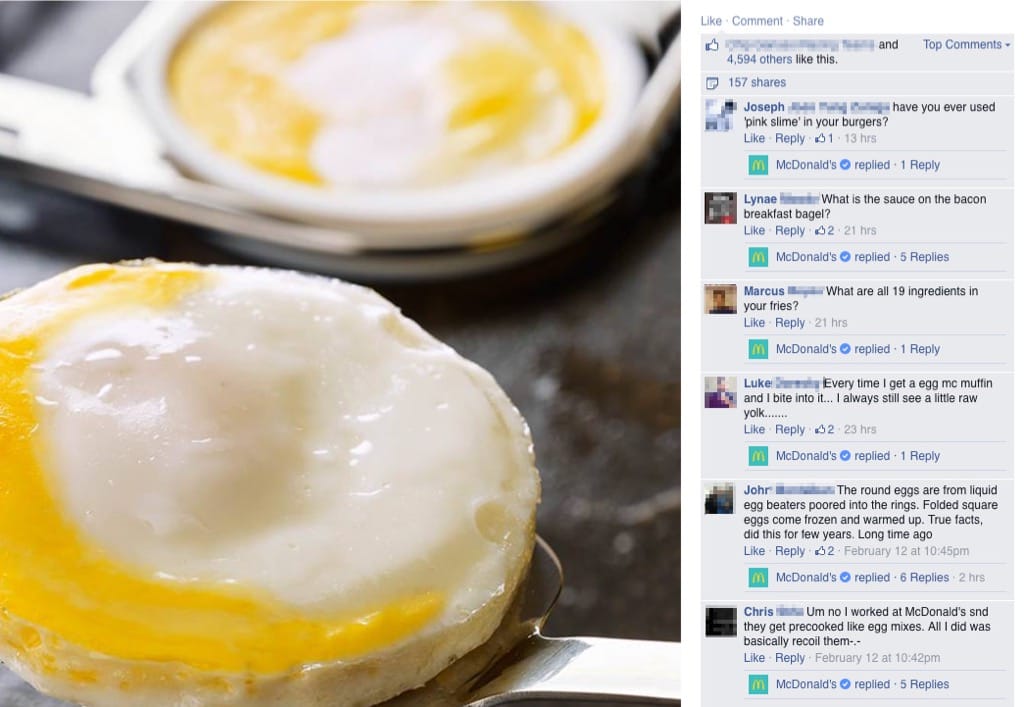 Like · Comment · Share
and
Top Comments
4,594 others like this.
157 shares
Joseph have you ever used
'pink slime' in your burgers?
Like · Reply · 1 · 13 hrs
McDonald's replied · 1 Reply
Lynae What is the sauce on the bacon
breakfast bagel?
Like · Reply · 2 · 21 hrs
McDonald's replied · 5 Replies
Marcus What are all 19 ingredients in
your fries?
Like · Reply · 21 hrs
McDonald's replied · 1 Reply
Luke Every time I get a egg mc muffin
and I bite into it... I always still see a little raw
yolk.......
Like · Reply · 2 · 23 hrs
McDonald's replied · 1 Reply
John The round eggs are from liquid
egg beaters poored into the rings. Folded square
eggs come frozen and warmed up. True facts,
did this for few years. Long time ago
Like · Reply · 2 · February 12 at 10:45pm
McDonald's replied · 6 Replies · 2 hrs
Chris Um no I worked at McDonald's snd
they get precooked like egg mixes. All I did was
basically recoil them-.-
Like · Reply · February 12 at 10:42pm
McDonald's replied · 5 Replies